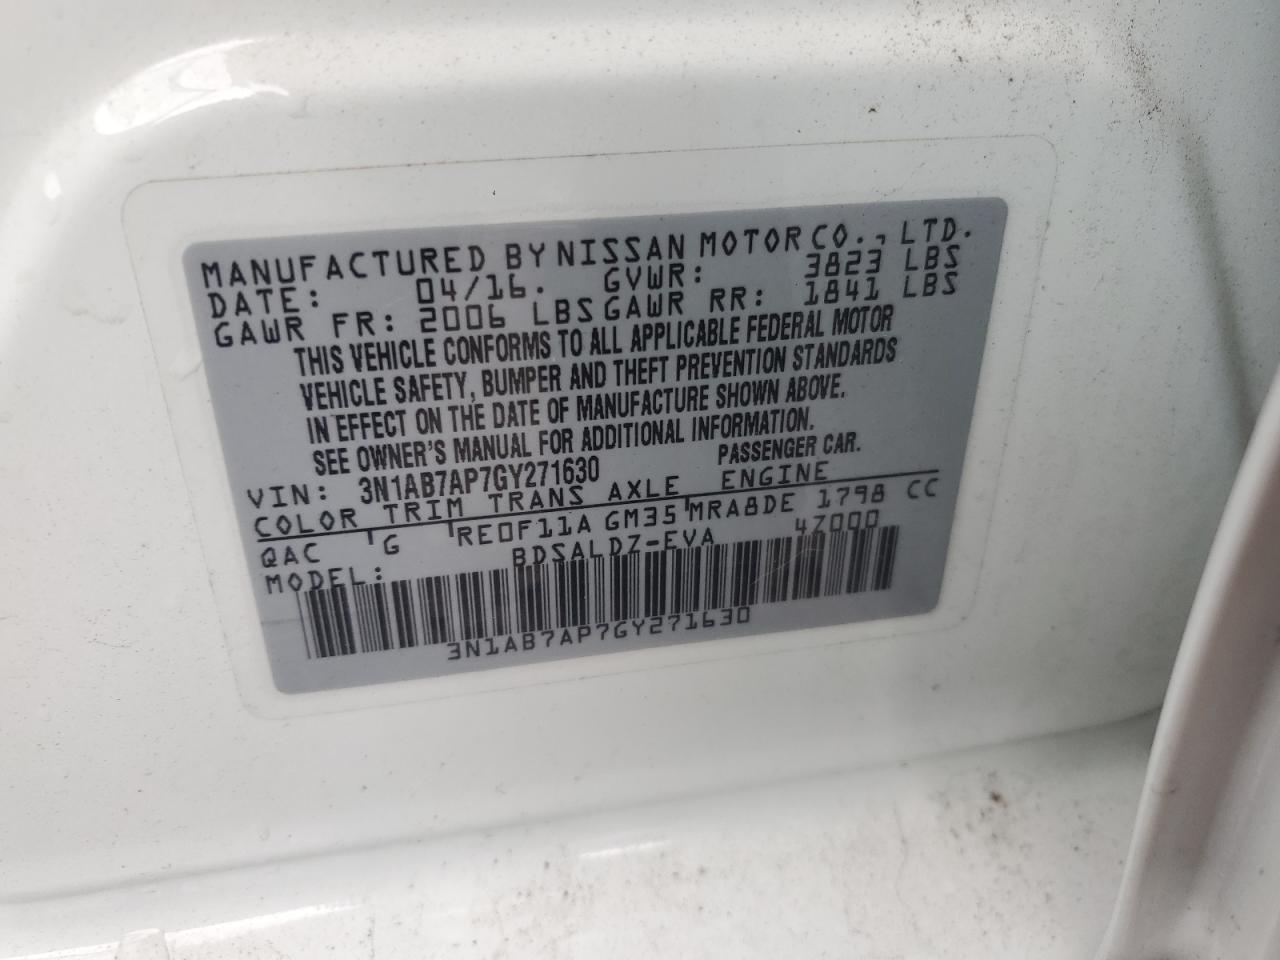 MANUFACTURED BY NISSAN MOTOR CO., LTD.
DATE: 04/16. GVWR: 3823 LBS
GAWR FR: 2006 LBS GAWR RR: 1841 LBS
THIS VEHICLE CONFORMS TO ALL APPLICABLE FEDERAL MOTOR
VEHICLE SAFETY, BUMPER AND THEFT PREVENTION STANDARDS
IN EFFECT ON THE DATE OF MANUFACTURE SHOWN ABOVE.
SEE OWNER'S MANUAL FOR ADDITIONAL INFORMATION.
VIN: 3N1AB7AP7GY271630 PASSENGER CAR.
COLOR TRIM TRANS AXLE ENGINE
QAC G RE0F11A GM35 MRA8DE 1798 CC
MODEL: BDSALDZ-EVA 4Z000
3N1AB7AP7GY271630